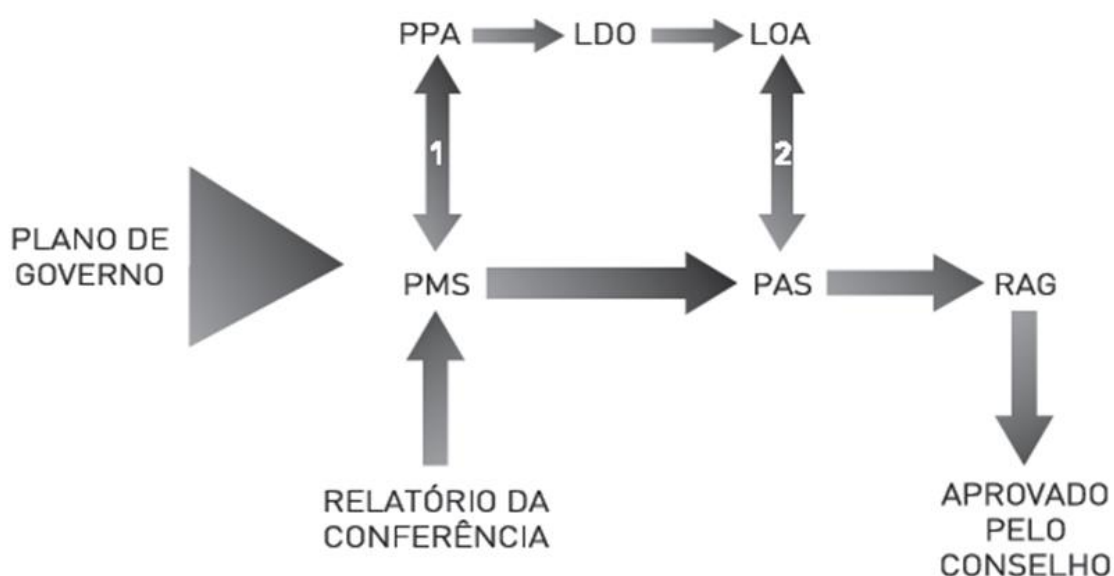 PPA LDO LOA
1 2
PLANO DE
GOVERNO
PMS PAS RAG
RELATÓRIO DA
CONFERÊNCIA
APROVADO
PELO
CONSELHO